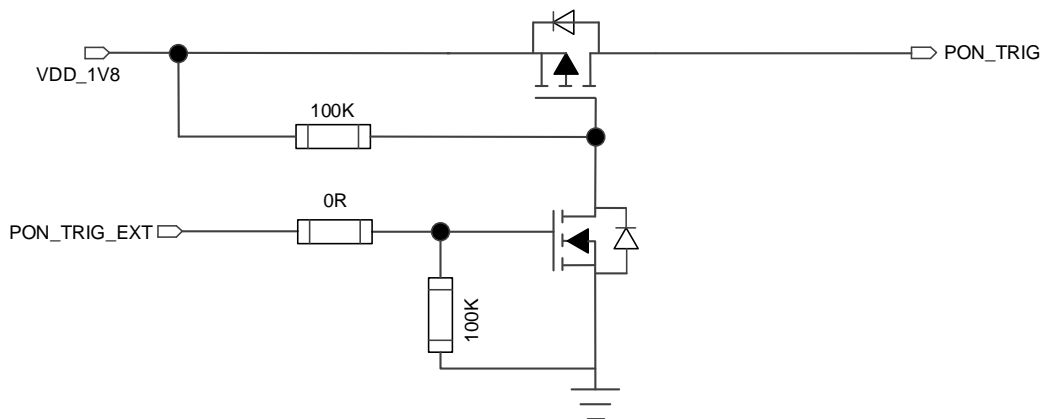 PON_TRIG
VDD_1V8
100K
0R
PON_TRIG_EXT
100K